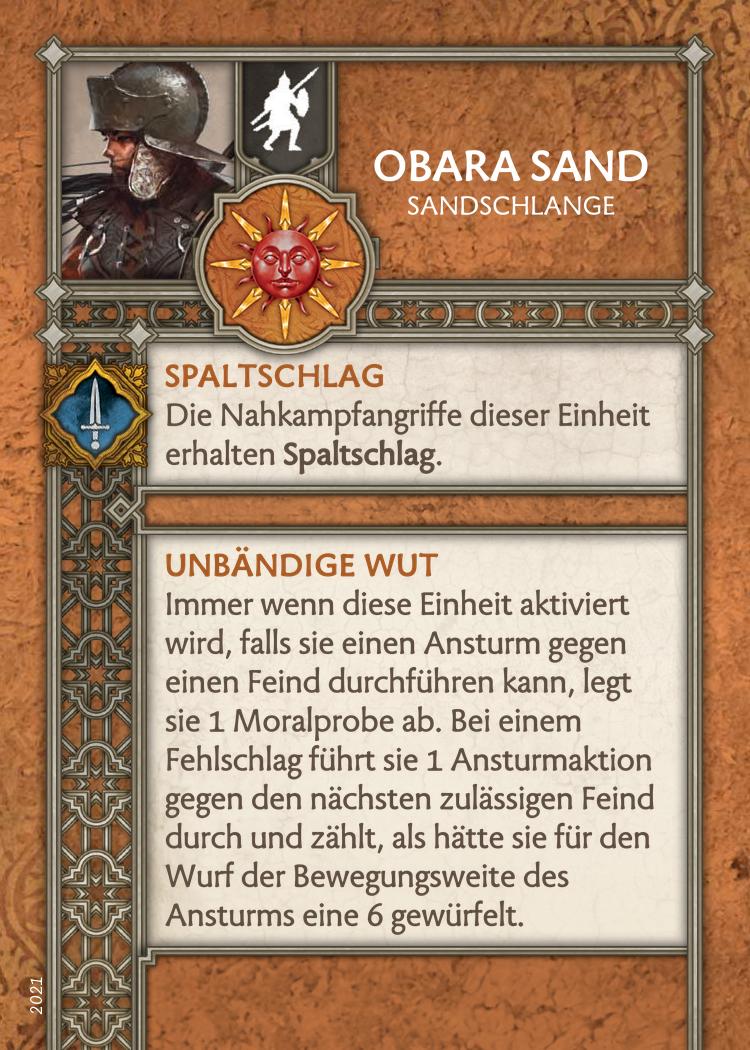 OBARA SAND
SANDSCHLANGE
SPALTSCHLAG
Die Nahkampfangriffe dieser Einheit
erhalten Spaltschlag.
UNBÄNDIGE WUT
Immer wenn diese Einheit aktiviert
wird, falls sie einen Ansturm gegen
einen Feind durchführen kann, legt
sie 1 Moralprobe ab. Bei einem
Fehlschlag führt sie 1 Ansturmaktion
gegen den nächsten zulässigen Feind
durch und zählt, als hätte sie für den
Wurf der Bewegungsweite des
Ansturms eine 6 gewürfelt.
2021